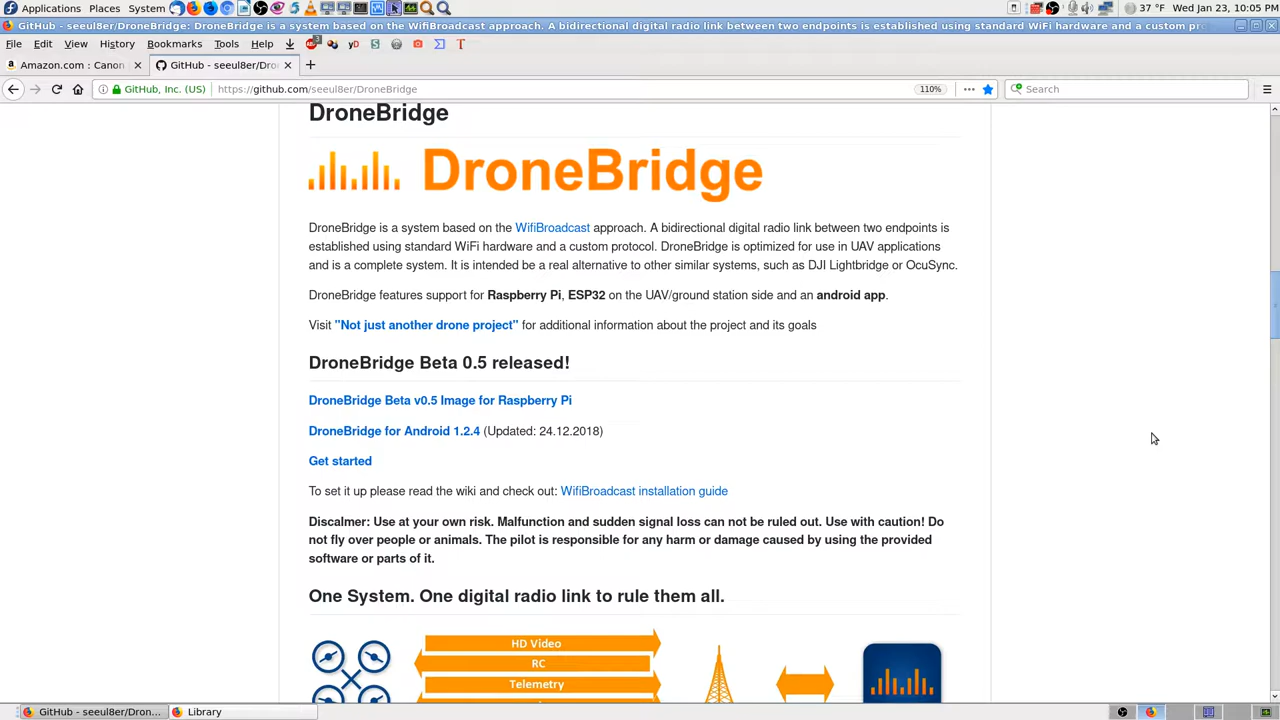 Applications Places System 37 °F Wed Jan 23, 10:05 PM
GitHub - seeul8er/DroneBridge: DroneBridge is a system based on the WifiBroadcast approach. A bidirectional digital radio link between two endpoints is established using standard WiFi hardware and a custom pr
File Edit View History Bookmarks Tools Help
Amazon.com : Canon GitHub - seeul8er/Dro
GitHub, Inc. (US) https://github.com/seeul8er/DroneBridge 110% Search
DroneBridge
DroneBridge
DroneBridge is a system based on the WifiBroadcast approach. A bidirectional digital radio link between two endpoints is
established using standard WiFi hardware and a custom protocol. DroneBridge is optimized for use in UAV applications
and is a complete system. It is intended be a real alternative to other similar systems, such as DJI Lightbridge or OcuSync.
DroneBridge features support for Raspberry Pi, ESP32 on the UAV/ground station side and an android app.
Visit "Not just another drone project" for additional information about the project and its goals
DroneBridge Beta 0.5 released!
DroneBridge Beta v0.5 Image for Raspberry Pi
DroneBridge for Android 1.2.4 (Updated: 24.12.2018)
Get started
To set it up please read the wiki and check out: WifiBroadcast installation guide
Discalmer: Use at your own risk. Malfunction and sudden signal loss can not be ruled out. Use with caution! Do
not fly over people or animals. The pilot is responsible for any harm or damage caused by using the provided
software or parts of it.
One System. One digital radio link to rule them all.
HD Video
RC
Telemetry
GitHub - seeul8er/Dron... Library